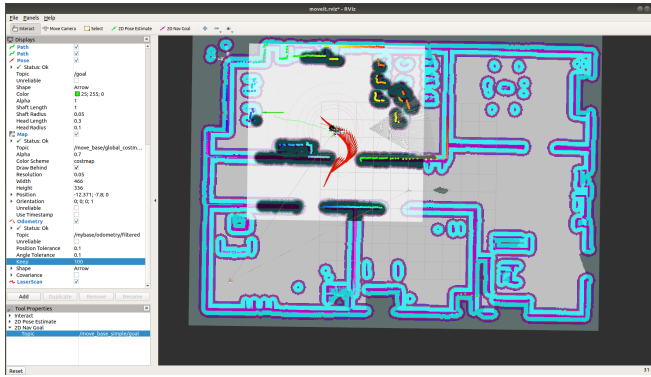 moveit.rviz* - RViz
File Panels Help
Interact Move Camera Select 2D Pose Estimate 2D Nav Goal
Displays
Path
Path
Pose
Status: Ok
Topic /goal
Unreliable
Shape Arrow
Color 25; 255; 0
Alpha 1
Shaft Length 1
Shaft Radius 0.05
Head Length 0.3
Head Radius 0.1
Map
Status: Ok
Topic /move_base/global_costm...
Alpha 0.7
Color Scheme costmap
Draw Behind
Resolution 0.05
Width 466
Height 336
Position -12.371; -7.8; 0
Orientation 0; 0; 0; 1
Unreliable
Use Timestamp
Odometry
Status: Ok
Topic /mybase/odometry/filtered
Unreliable
Position Tolerance 0.1
Angle Tolerance 0.1
Keep 100
Shape Arrow
Covariance
LaserScan
Add Duplicate Remove Rename
Tool Properties
Interact
2D Pose Estimate
2D Nav Goal
Topic /move_base_simple/goal
Reset 31